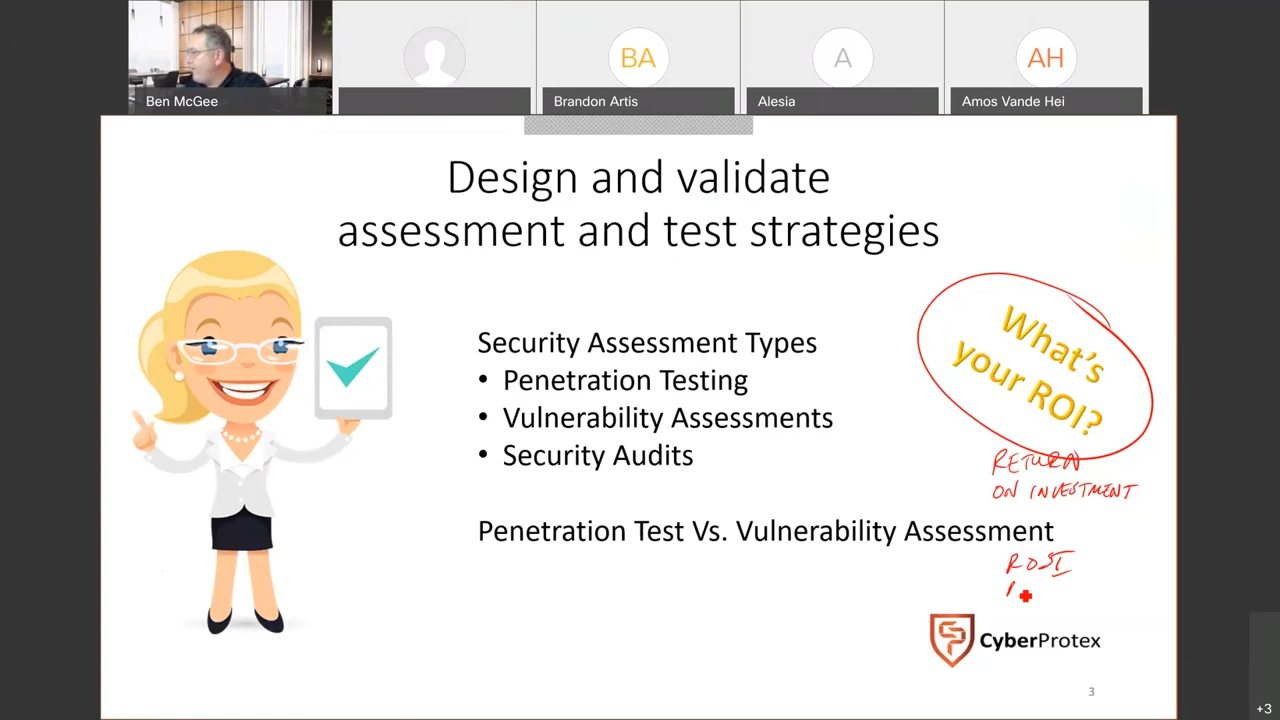 BA
A
AH
Ben McGee
Brandon Artis
Alesia
Amos Vande Hei
Design and validate
assessment and test strategies
Security Assessment Types
• Penetration Testing
• Vulnerability Assessments
• Security Audits
What's
your ROI?
RETURN
ON INVESTMENT
Penetration Test Vs. Vulnerability Assessment
ROSI
CyberProtex
3
+3